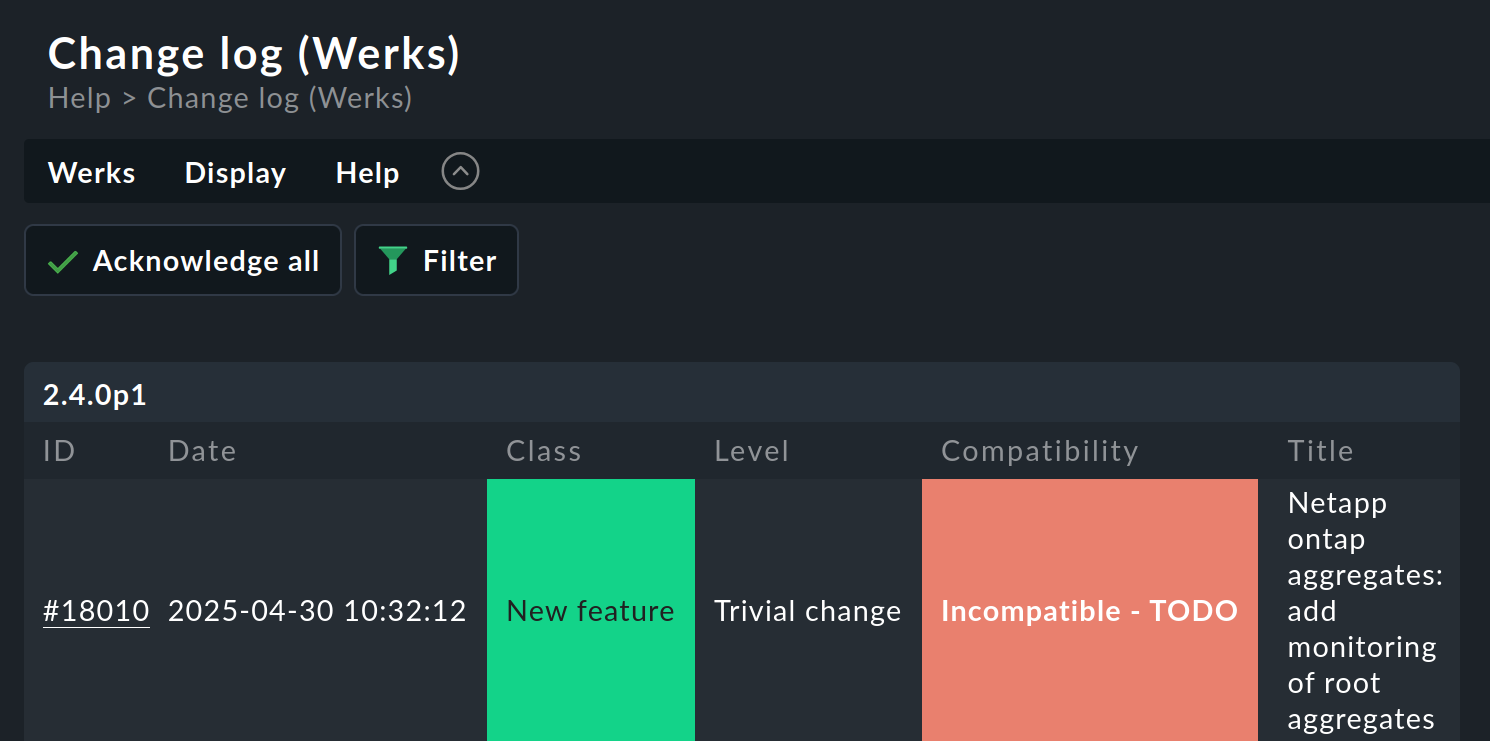 Change log (Werks)
Help > Change log (Werks)
Werks Display Help
Acknowledge all Filter
2.4.0p1
ID Date Class Level Compatibility Title
#18010 2025-04-30 10:32:12 New feature Trivial change Incompatible - TODO
Netapp
ontap
aggregates:
add
monitoring
of root
aggregates